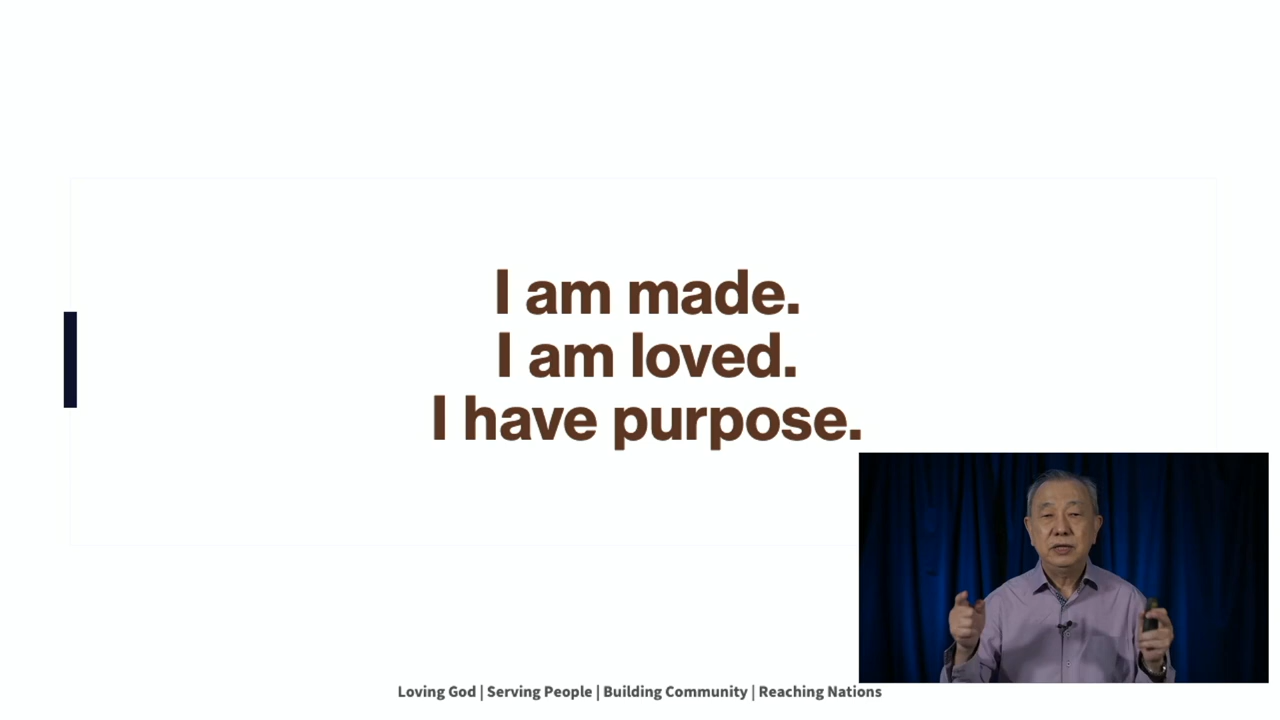 I am made.
I am loved.
I have purpose.
Loving God | Serving People | Building Community | Reaching Nations